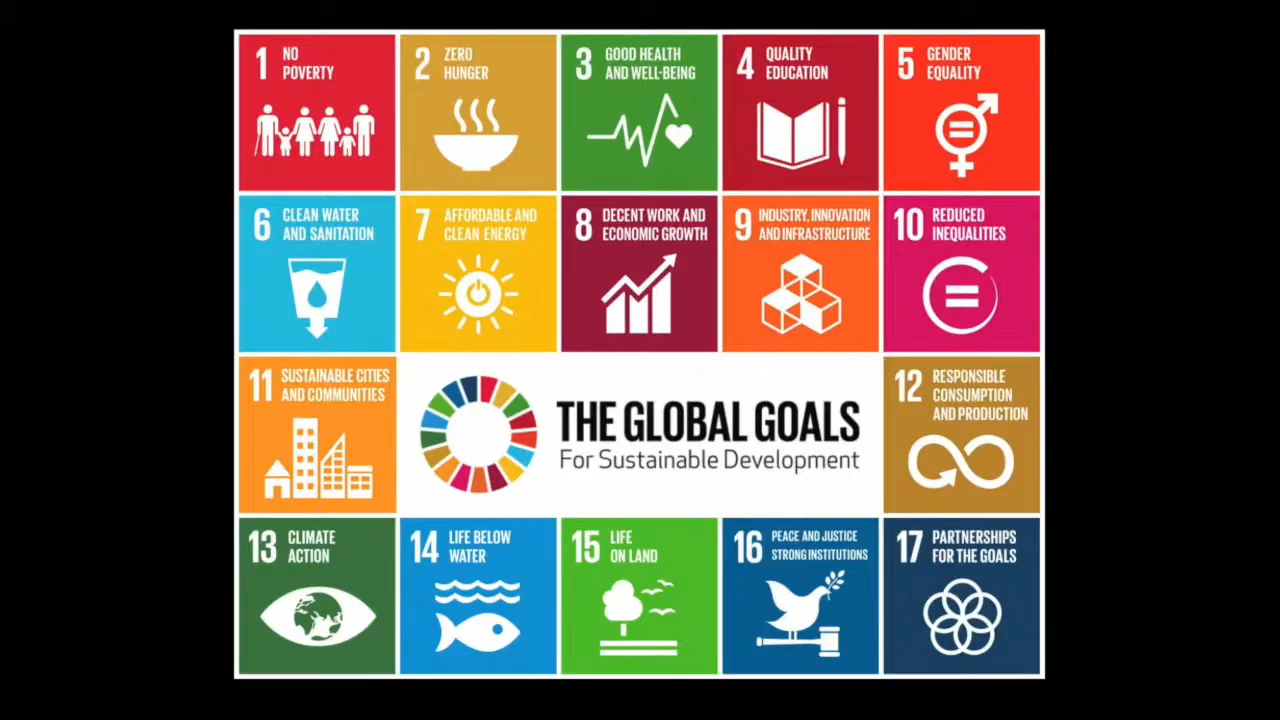 1 NO
POVERTY
2 ZERO
HUNGER
3 GOOD HEALTH
AND WELL-BEING
4 QUALITY
EDUCATION
5 GENDER
EQUALITY
6 CLEAN WATER
AND SANITATION
7 AFFORDABLE AND
CLEAN ENERGY
8 DECENT WORK AND
ECONOMIC GROWTH
9 INDUSTRY, INNOVATION
AND INFRASTRUCTURE
10 REDUCED
INEQUALITIES
11 SUSTAINABLE CITIES
AND COMMUNITIES
THE GLOBAL GOALS
For Sustainable Development
12 RESPONSIBLE
CONSUMPTION
AND PRODUCTION
13 CLIMATE
ACTION
14 LIFE BELOW
WATER
15 LIFE
ON LAND
16 PEACE AND JUSTICE
STRONG INSTITUTIONS
17 PARTNERSHIPS
FOR THE GOALS